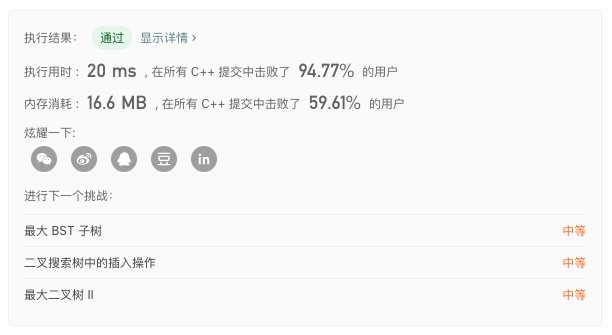 执行结果： 通过 显示详情 ›
执行用时： 20 ms , 在所有 C++ 提交中击败了 94.77% 的用户
内存消耗： 16.6 MB , 在所有 C++ 提交中击败了 59.61% 的用户
炫耀一下:
豆 in
进行下一个挑战：
最大 BST 子树 中等
二叉搜索树中的插入操作 中等
最大二叉树 II 中等